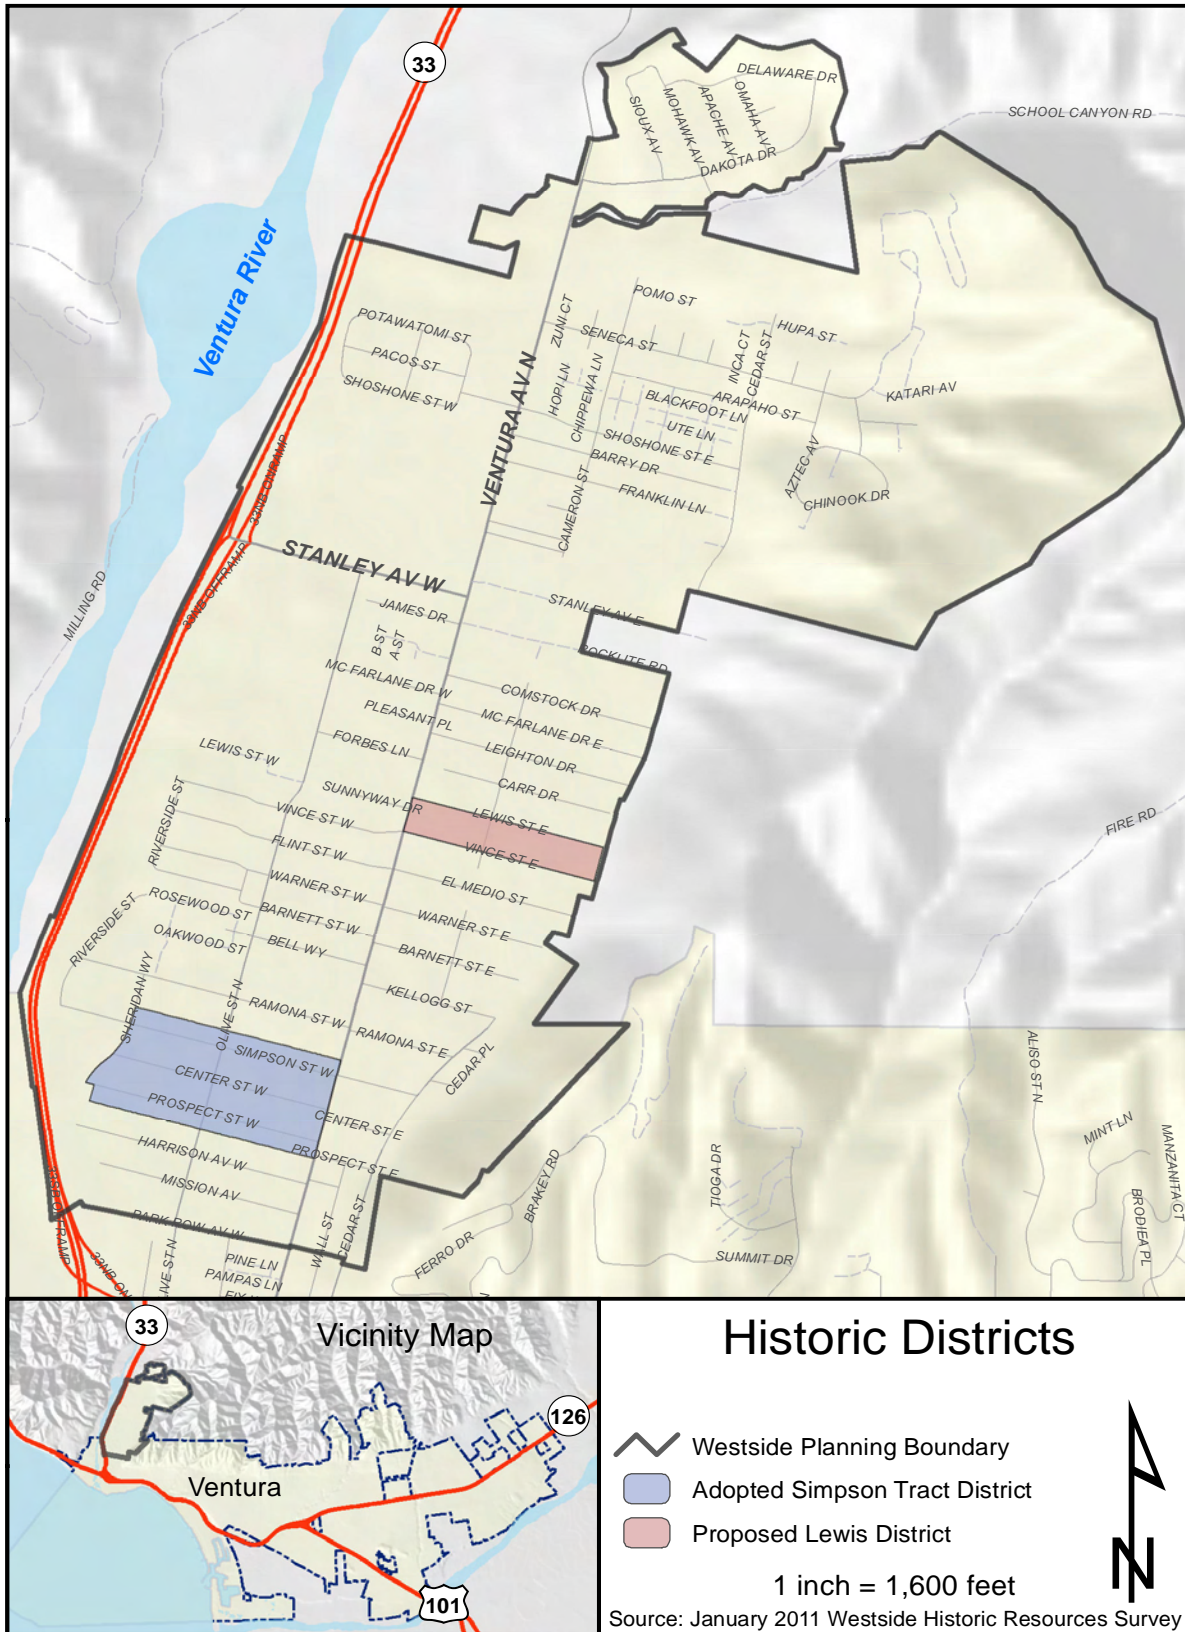 33
DELAWARE DR
SIOUX AV
MOHAWK AV
APACHE AV
OMAHA AV
DAKOTA DR
SCHOOL CANYON RD
Ventura River
POMO ST
ZUNI CT
SENECA ST
HUPA ST
INCA CT
CEDAR ST
POTAWATOMI ST
PACOS ST
SHOSHONE ST W
VENTURA AV N
HOPI LN
CHIPPEWA LN
BLACKFOOT LN
ARAPAHO ST
KATARI AV
UTE LN
SHOSHONE ST E
BARRY DR
FRANKLIN LN
AZTEC AV
CHINOOK DR
CAMERON ST
33NB ONRAMP
33NB OFFRAMP
STANLEY AV W
STANLEY AV E
MILLING RD
JAMES DR
B ST
A ST
ROCKLITE RD
MC FARLANE DR W
COMSTOCK DR
PLEASANT PL
MC FARLANE DR E
FORBES LN
LEIGHTON DR
LEWIS ST W
CARR DR
SUNNYWAY DR
LEWIS ST E
VINCE ST W
VINCE ST E
RIVERSIDE ST
FLINT ST W
FIRE RD
EL MEDIO ST
WARNER ST W
WARNER ST E
ROSEWOOD ST
BARNETT ST W
RIVERSIDE ST
OAKWOOD ST
BELL WY
BARNETT ST E
SHERIDAN WY
KELLOGG ST
OLIVE ST N
RAMONA ST W
RAMONA ST E
SIMPSON ST W
CEDAR PL
CENTER ST W
ALISO ST N
PROSPECT ST W
CENTER ST E
HARRISON AV W
PROSPECT ST E
MINT LN
MANZANITA CT
MISSION AV
BRAKEY RD
TIOGA DR
BRODIEA PL
PARK ROW AV W
WALL ST
CEDAR ST
FERRO DR
SUMMIT DR
PINE LN
PAMPAS LN
Vicinity Map
33
126
Ventura
101
Historic Districts
Westside Planning Boundary
Adopted Simpson Tract District
Proposed Lewis District
N
1 inch = 1,600 feet
Source: January 2011 Westside Historic Resources Survey